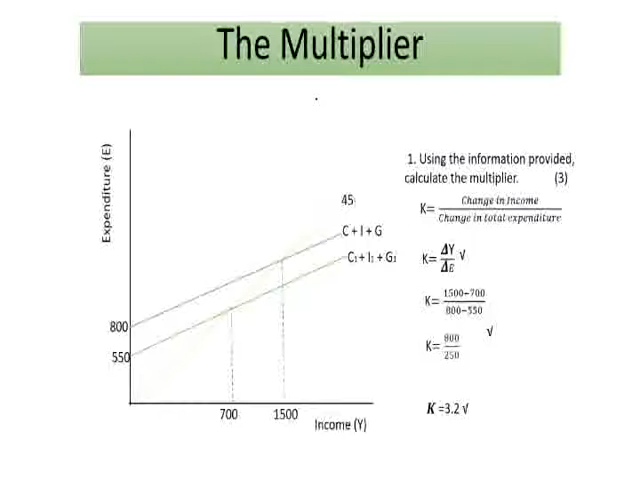 The Multiplier
Expenditure (E)
45
C + I + G
C₁ + I₁ + G₁
800
550
700
1500
Income (Y)
1. Using the information provided,
calculate the multiplier. (3)
K= Change in Income / Change in total expenditure
K= ΔY / ΔE √
K= 1500−700 / 800−550
K= 800 / 250 √
K =3.2 √